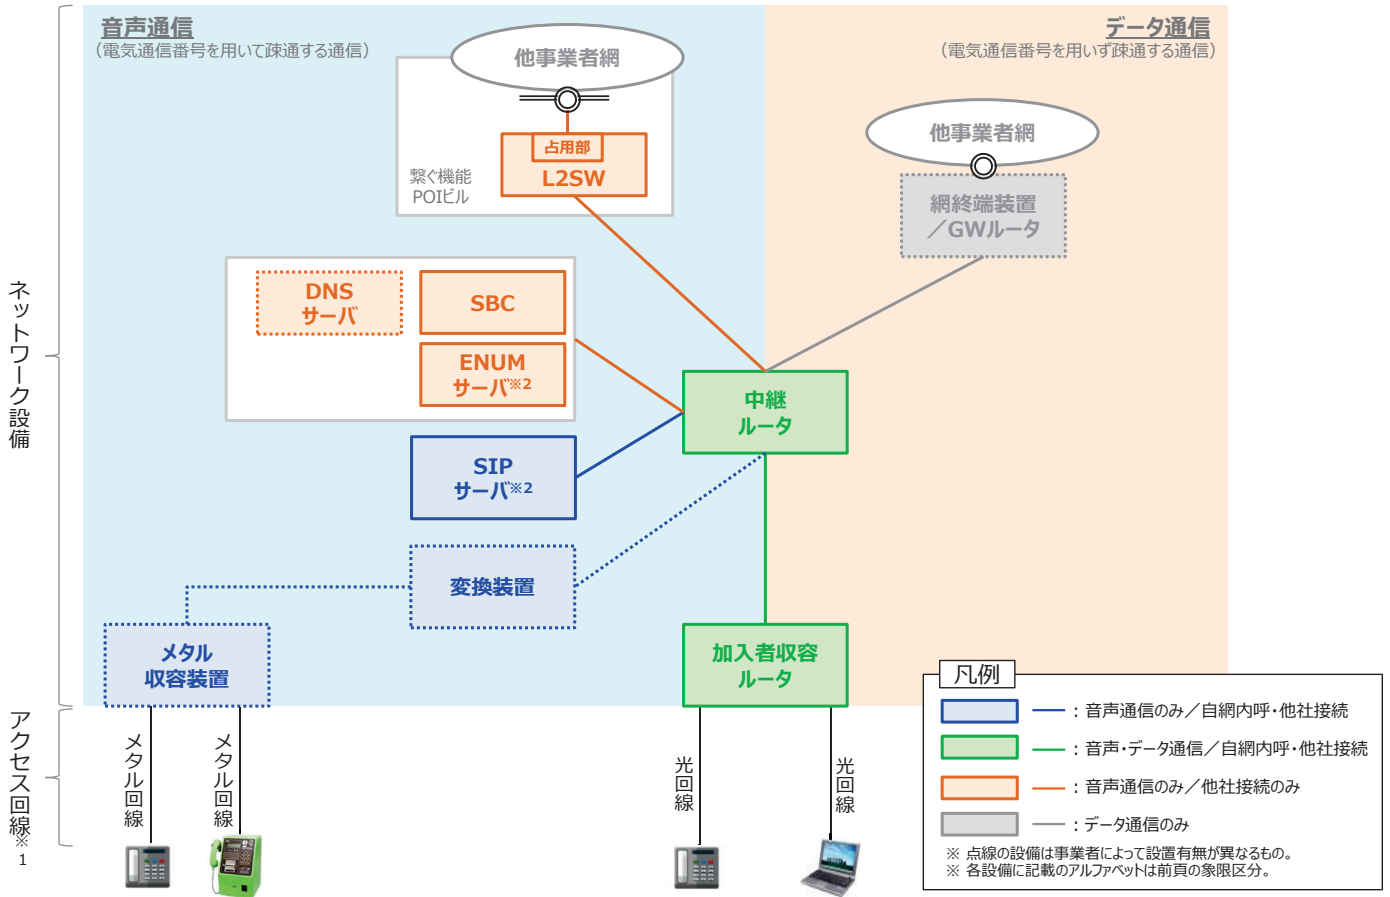 音声通信
（電気通信番号を用いて疎通する通信）
データ通信
（電気通信番号を用いず疎通する通信）
他事業者網
占用部
L2SW
繋ぐ機能
POIビル
他事業者網
網終端装置
／GWルータ
DNS
サーバ
SBC
ENUM
サーバ※2
中継
ルータ
SIP
サーバ※2
変換装置
メタル
収容装置
加入者収容
ルータ
ネットワーク設備
アクセス回線※1
メタル回線
メタル回線
光回線
光回線
凡例
：音声通信のみ／自網内呼・他社接続
：音声・データ通信／自網内呼・他社接続
：音声通信のみ／他社接続のみ
：データ通信のみ
※ 点線の設備は事業者によって設置有無が異なるもの。
※ 各設備に記載のアルファベットは前頁の象限区分。